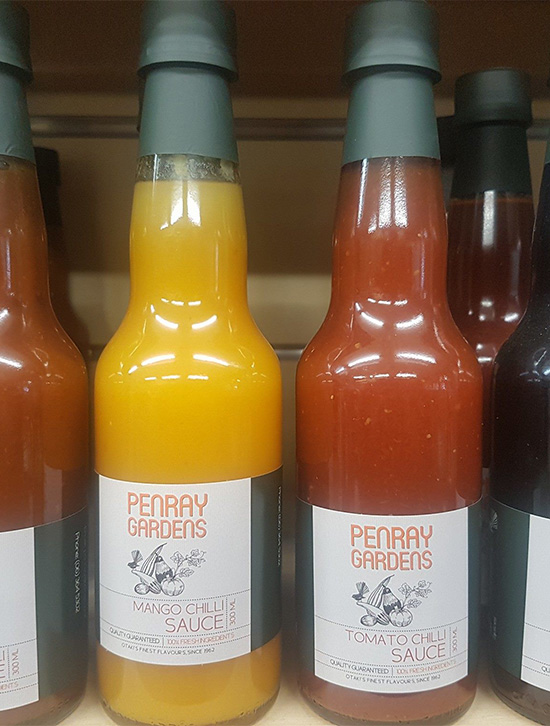 PENRAY
GARDENS
MANGO CHILLI
SAUCE
300 ML
QUALITY GUARANTEED
100% FRESH INGREDIENTS
OTAKI'S FINEST FLAVOURS, SINCE 1962
PENRAY
GARDENS
TOMATO CHILLI
SAUCE
300 ML
QUALITY GUARANTEED
100% FRESH INGREDIENTS
OTAKI'S FINEST FLAVOURS, SINCE 1962